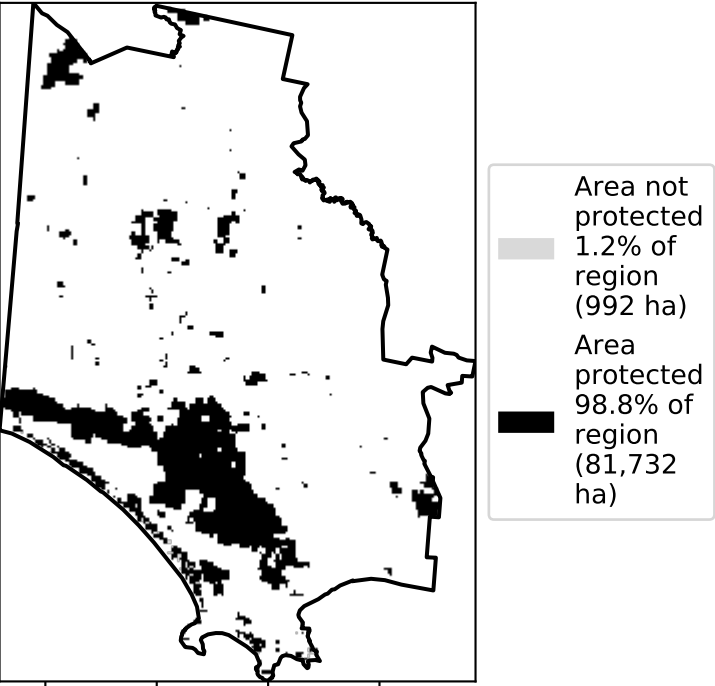 Area not
protected
1.2% of
region
(992 ha)
Area
protected
98.8% of
region
(81,732
ha)